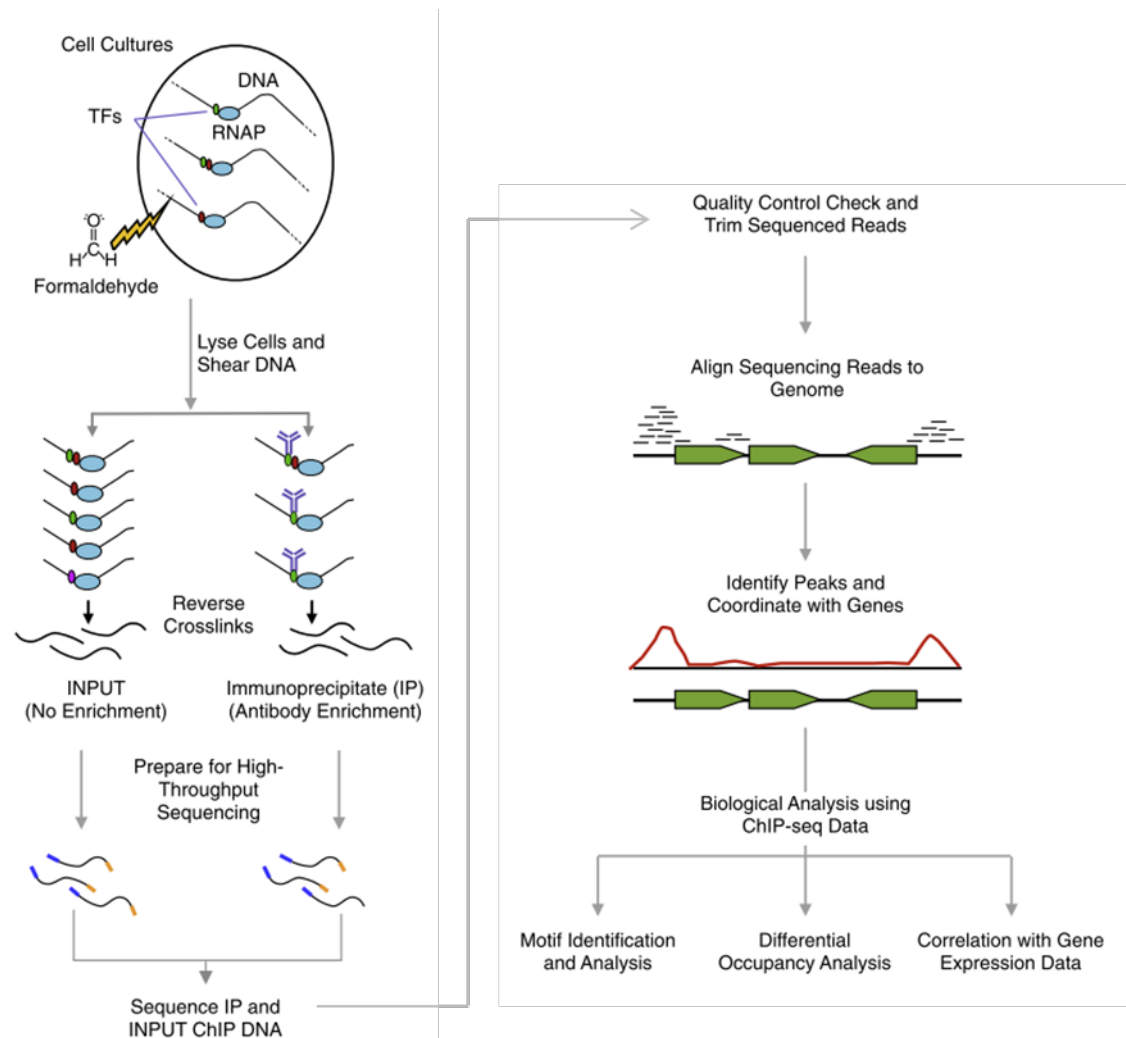 Cell Cultures
DNA
TFs
RNAP
O
C
H H
Formaldehyde
Lyse Cells and
Shear DNA
Reverse
Crosslinks
INPUT
(No Enrichment)
Immunoprecipitate (IP)
(Antibody Enrichment)
Prepare for High-
Throughput
Sequencing
Sequence IP and
INPUT ChIP DNA
Quality Control Check and
Trim Sequenced Reads
Align Sequencing Reads to
Genome
Identify Peaks and
Coordinate with Genes
Biological Analysis using
ChIP-seq Data
Motif Identification
and Analysis
Differential
Occupancy Analysis
Correlation with Gene
Expression Data